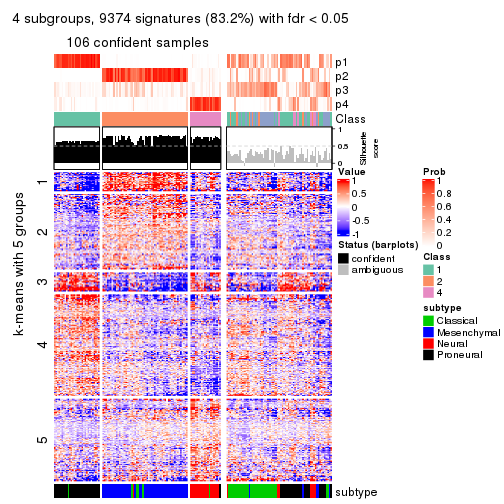 4 subgroups, 9374 signatures (83.2%) with fdr < 0.05
106 confident samples
p1
p2
p3
p4
Class
1
0.5
0
Silhouette
score
k-means with 5 groups
1
2
3
4
5
Value
1
0.5
0
-0.5
-1
Status (barplots)
confident
ambiguous
Prob
1
0.8
0.6
0.4
0.2
0
Class
1
2
4
subtype
Classical
Mesenchymal
Neural
Proneural
subtype